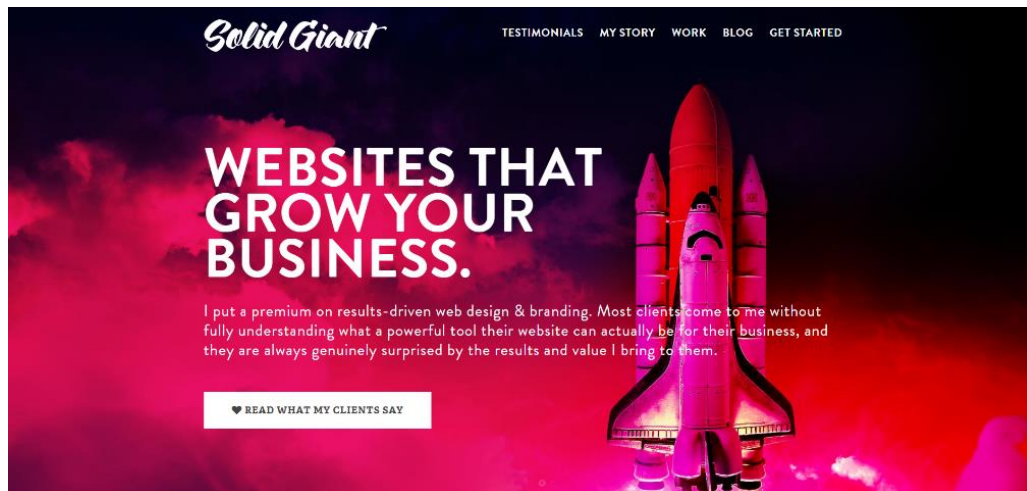 Solid Giant
TESTIMONIALS MY STORY WORK BLOG GET STARTED
WEBSITES THAT
GROW YOUR
BUSINESS.
I put a premium on results-driven web design & branding. Most clients come to me without
fully understanding what a powerful tool their website can actually be for their business, and
they are always genuinely surprised by the results and value I bring to them.
♥ READ WHAT MY CLIENTS SAY